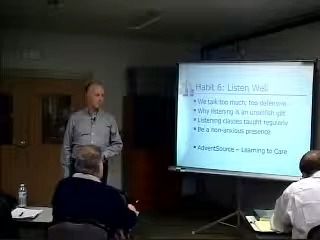 Habit 6: Listen Well
We talk too much, too defensive
Why listening is an unselfish gift
Listening classes taught regularly
Be a non-anxious presence
AdventSource – Learning to Care